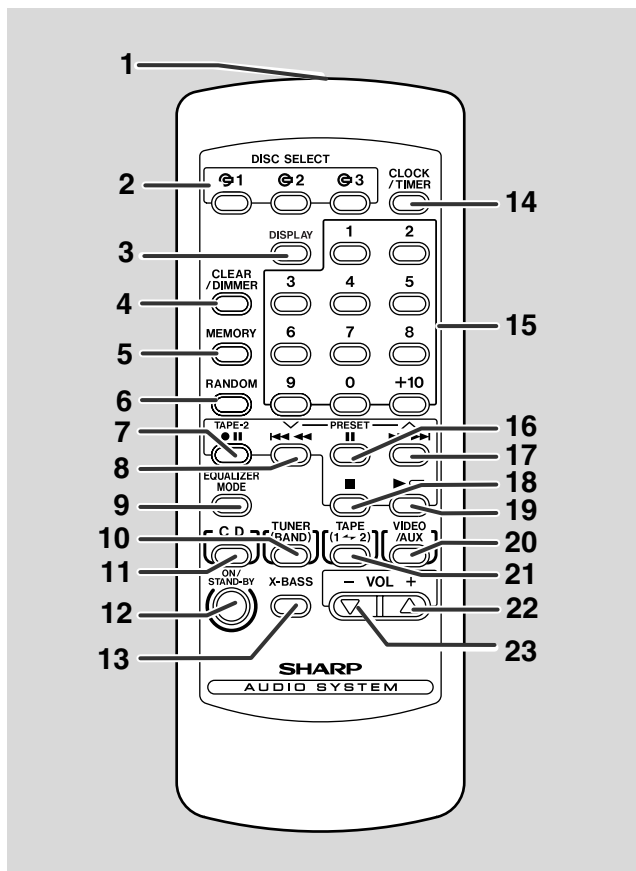 1
DISC SELECT
2 1 2 3 CLOCK
/TIMER 14
3 DISPLAY 1 2
4 CLEAR
/DIMMER 3 4 5 15
5 MEMORY 6 7 8
6 RANDOM 9 0 +10
7 TAPE-2 PRESET 16
8 17
9 EQUALIZER
MODE 18
19
10 CD TUNER
(BAND) TAPE
(1 2) VIDEO
/AUX 20
11 21
12 ON/
STAND-BY X-BASS – VOL + 22
13 23
SHARP
AUDIO SYSTEM